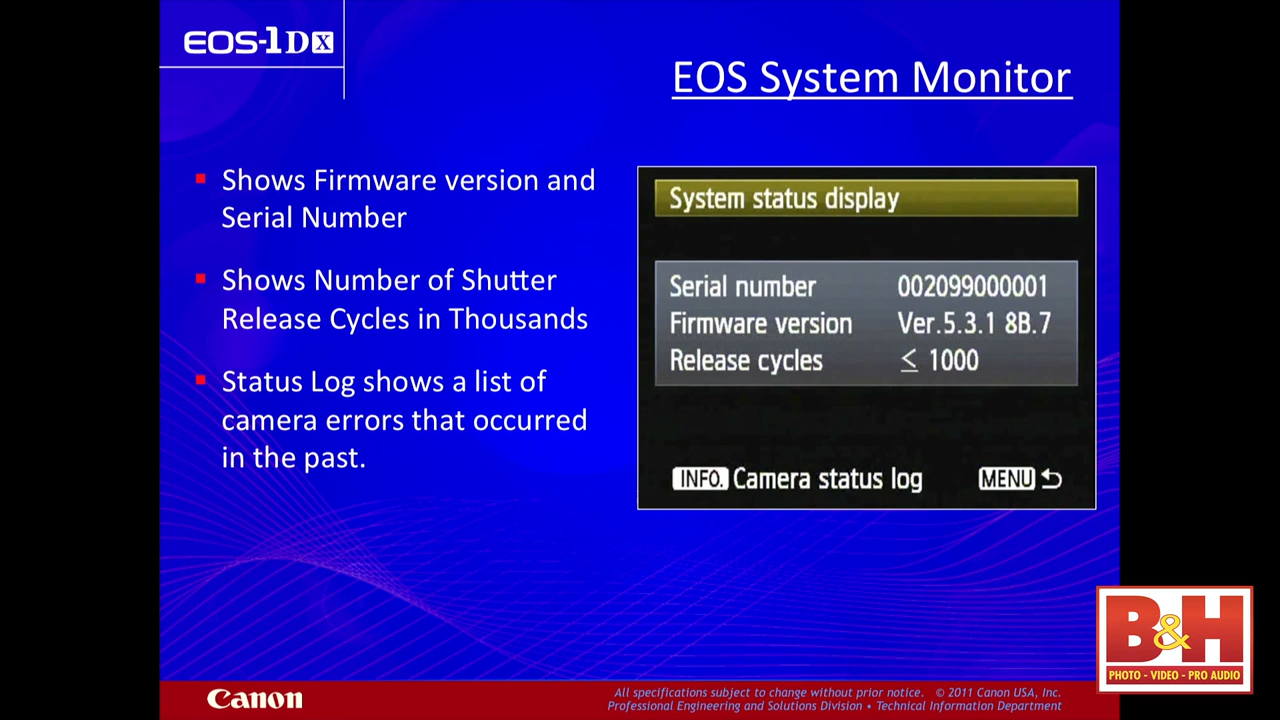 EOS-1DX
EOS System Monitor
Shows Firmware version and
Serial Number
Shows Number of Shutter
Release Cycles in Thousands
Status Log shows a list of
camera errors that occurred
in the past.
System status display
Serial number 002099000001
Firmware version Ver.5.3.1 8B.7
Release cycles ≤ 1000
INFO. Camera status log MENU
B&H
PHOTO - VIDEO - PRO AUDIO
Canon
All specifications subject to change without prior notice. © 2011 Canon USA, Inc.
Professional Engineering and Solutions Division • Technical Information Department